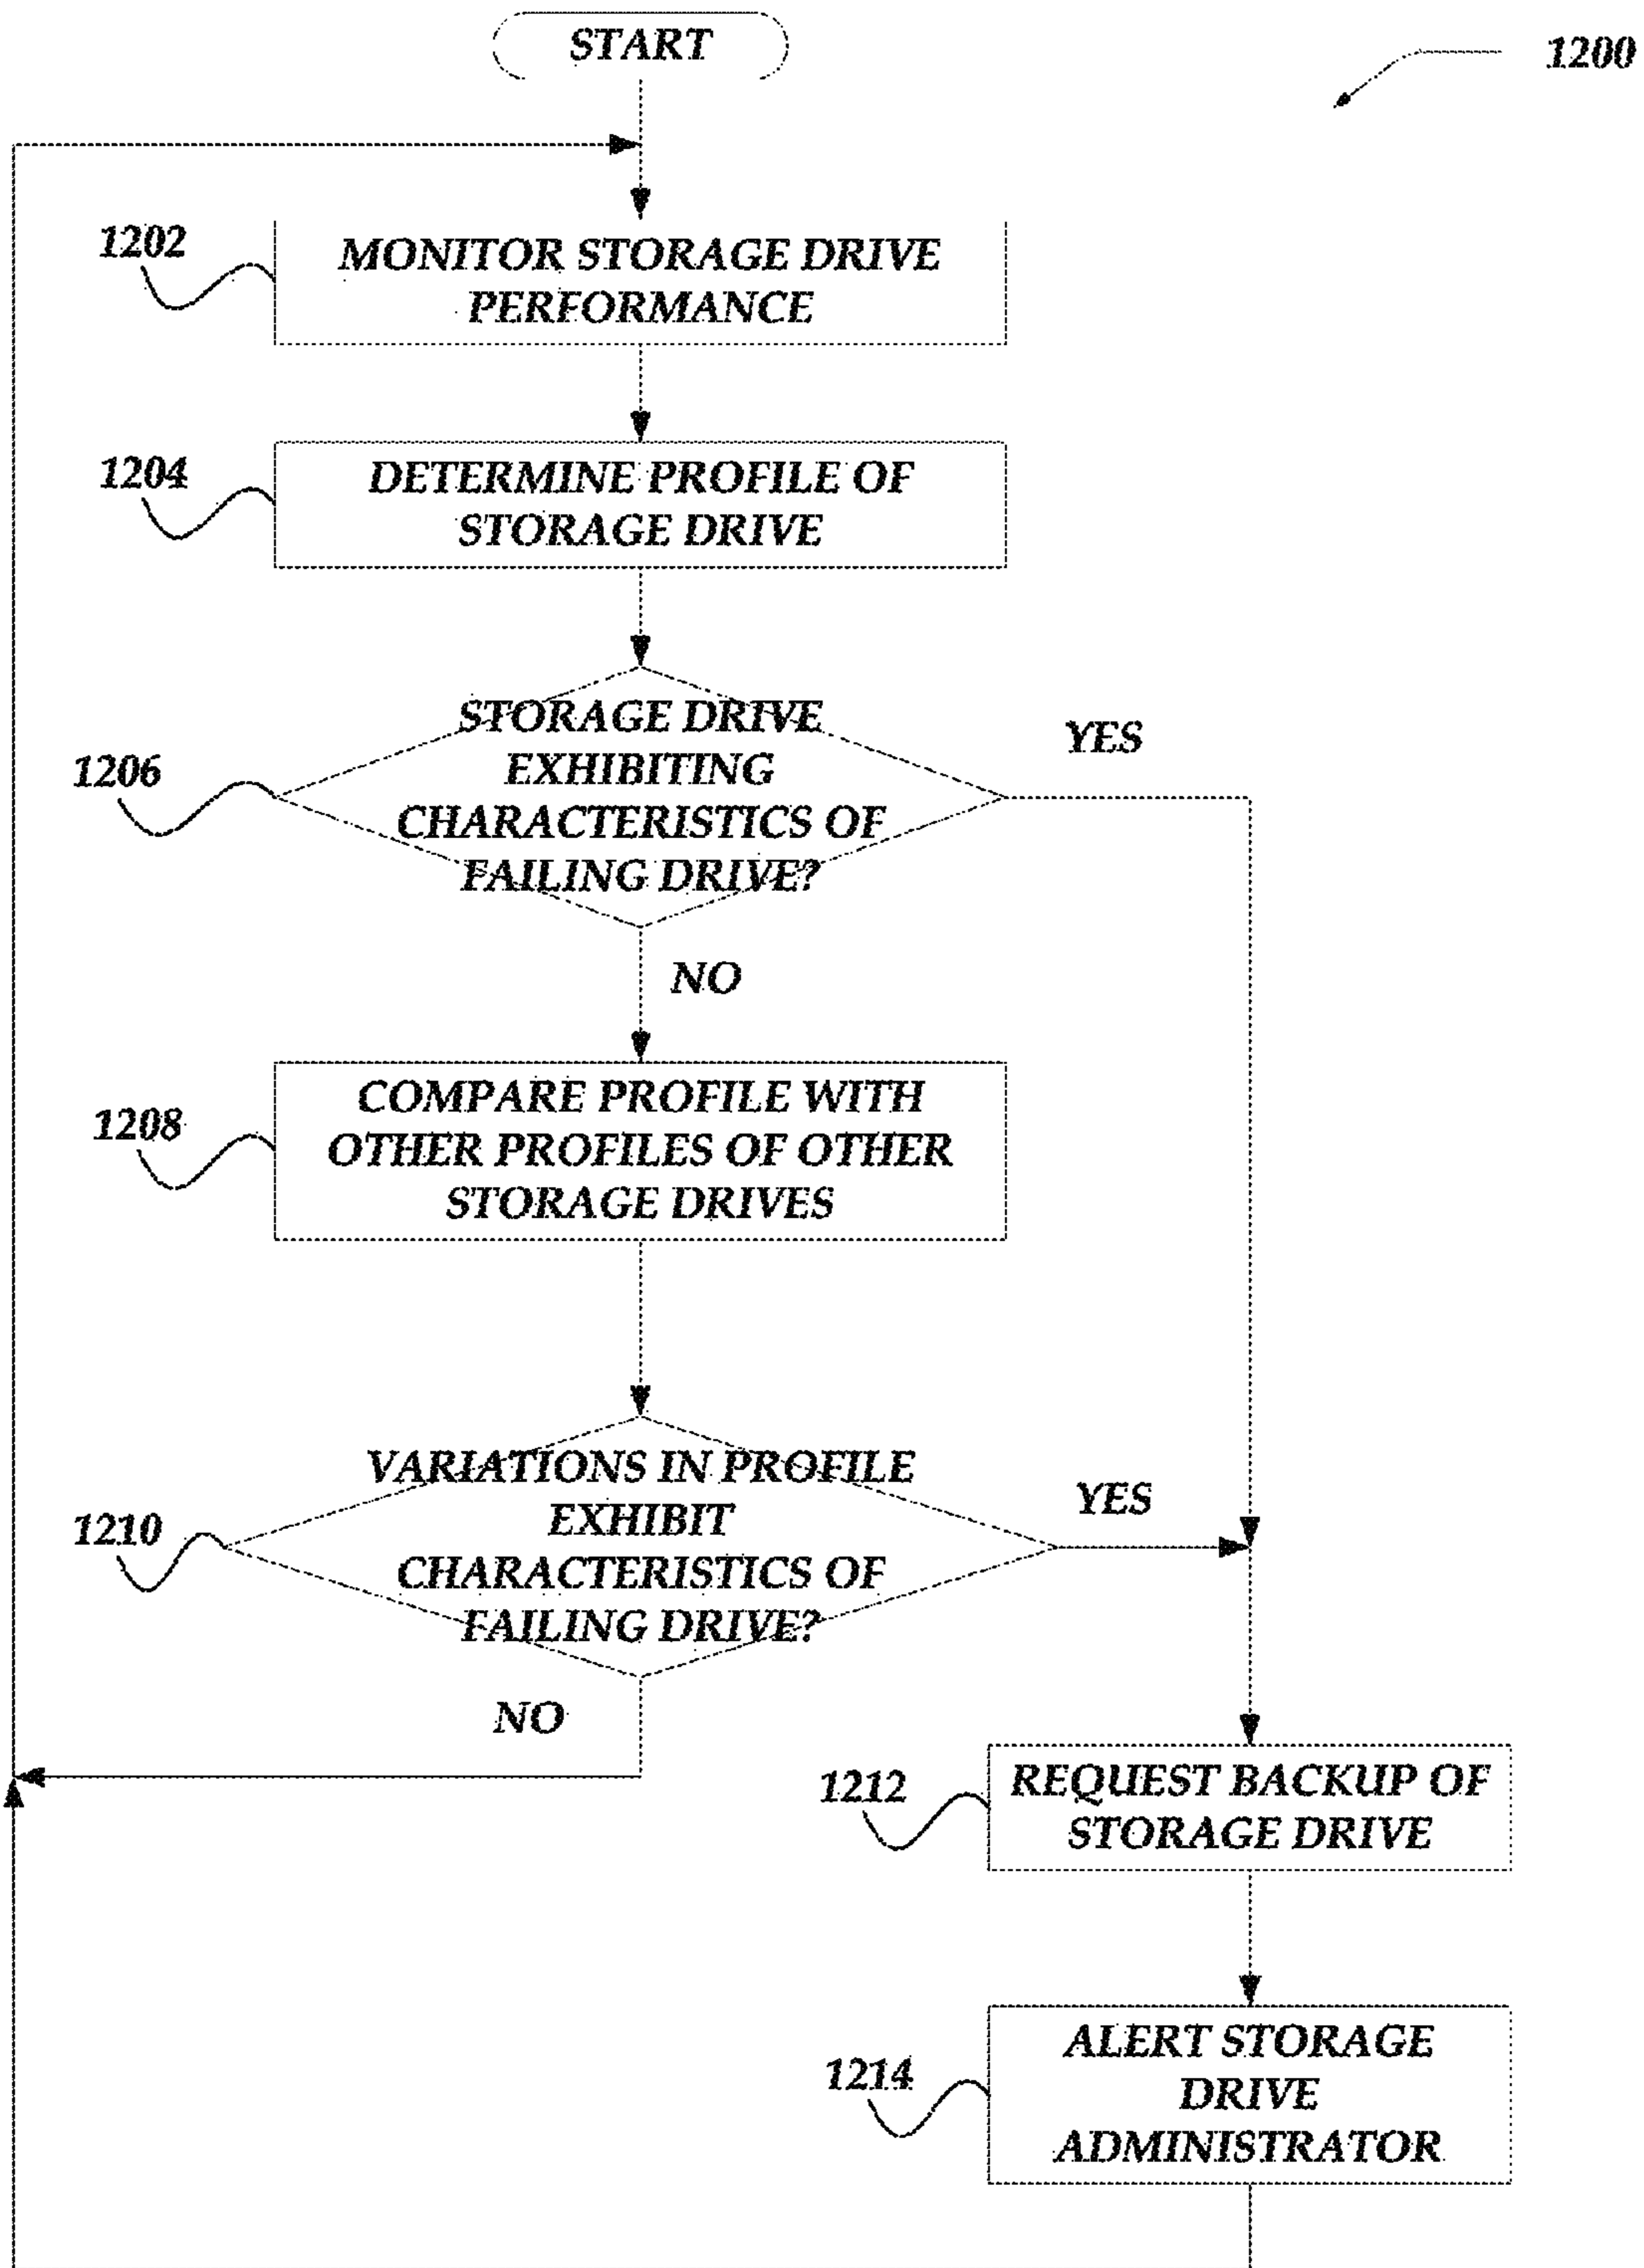 START
1200
1202
MONITOR STORAGE DRIVE
PERFORMANCE
1204
DETERMINE PROFILE OF
STORAGE DRIVE
1206
STORAGE DRIVE
EXHIBITING
CHARACTERISTICS OF
FAILING DRIVE?
YES
NO
1208
COMPARE PROFILE WITH
OTHER PROFILES OF OTHER
STORAGE DRIVES
1210
VARIATIONS IN PROFILE
EXHIBIT
CHARACTERISTICS OF
FAILING DRIVE?
YES
NO
1212
REQUEST BACKUP OF
STORAGE DRIVE
1214
ALERT STORAGE
DRIVE
ADMINISTRATOR